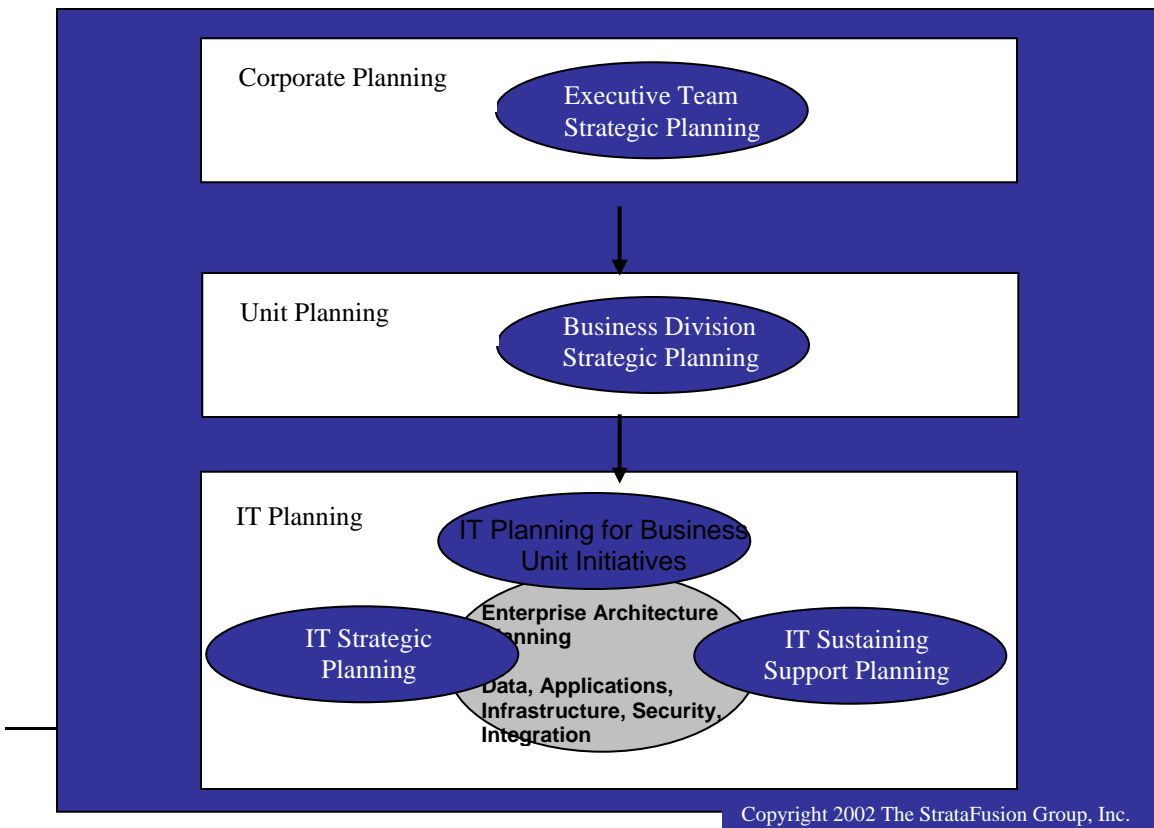 Corporate Planning
Executive Team
Strategic Planning
Unit Planning
Business Division
Strategic Planning
IT Planning
IT Planning for Business
Unit Initiatives
Enterprise Architecture
Planning
IT Strategic
Planning
IT Sustaining
Support Planning
Data, Applications,
Infrastructure, Security,
Integration
Copyright 2002 The StrataFusion Group, Inc.